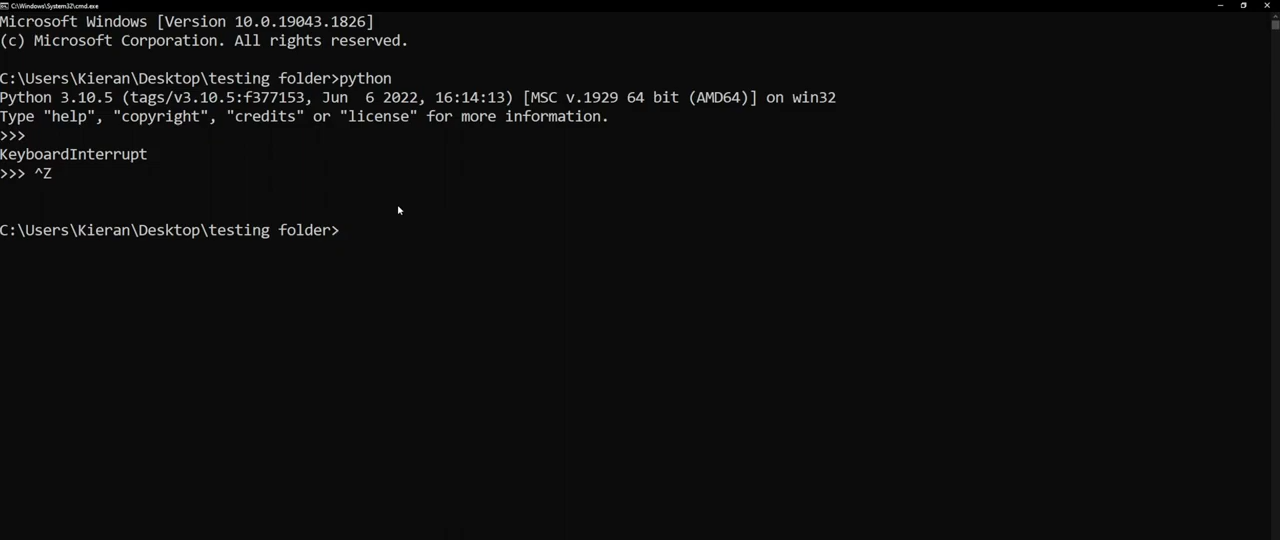 C:\Windows\System32\cmd.exe
Microsoft Windows [Version 10.0.19043.1826]
(c) Microsoft Corporation. All rights reserved.
C:\Users\Kieran\Desktop\testing folder>python
Python 3.10.5 (tags/v3.10.5:f377153, Jun  6 2022, 16:14:13) [MSC v.1929 64 bit (AMD64)] on win32
Type "help", "copyright", "credits" or "license" for more information.
>>>
KeyboardInterrupt
>>> ^Z
C:\Users\Kieran\Desktop\testing folder>